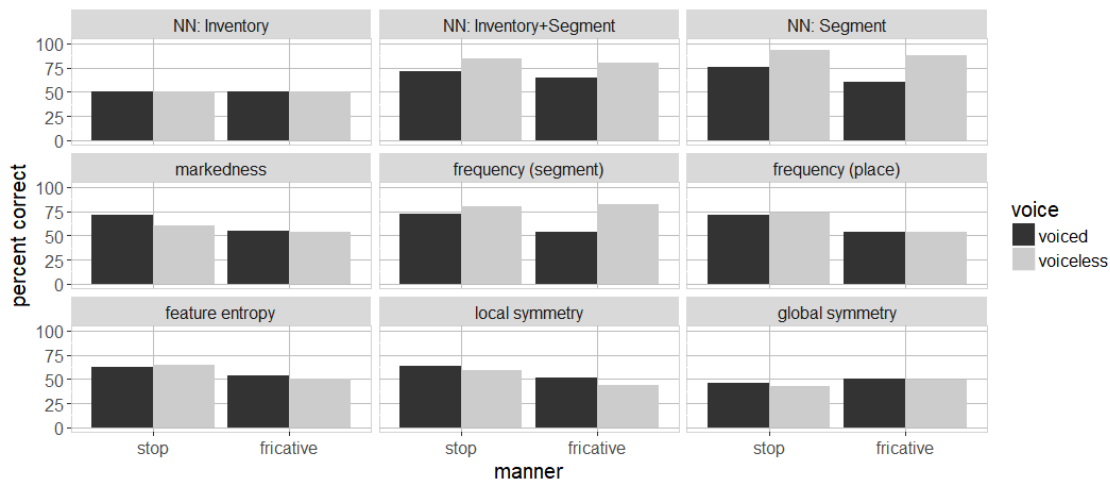 NN: Inventory
NN: Inventory+Segment
NN: Segment
100
75
50
25
0
markedness
frequency (segment)
frequency (place)
100
75
50
25
0
feature entropy
local symmetry
global symmetry
100
75
50
25
0
stop
fricative
stop
fricative
stop
fricative
manner
percent correct
voice
voiced
voiceless